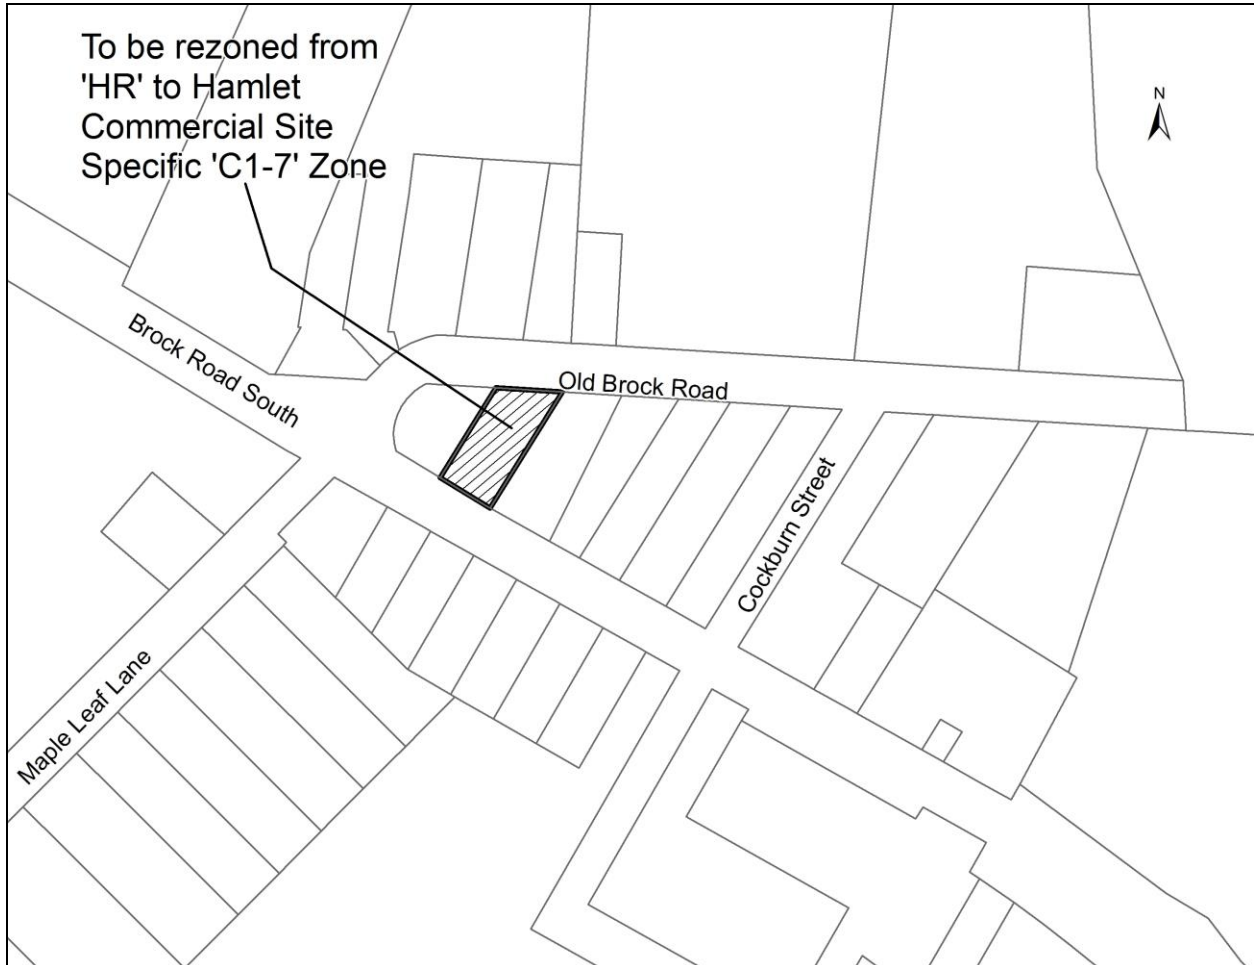 To be rezoned from
'HR' to Hamlet
Commercial Site
Specific 'C1-7' Zone
N
Brock Road South
Old Brock Road
Cockburn Street
Maple Leaf Lane